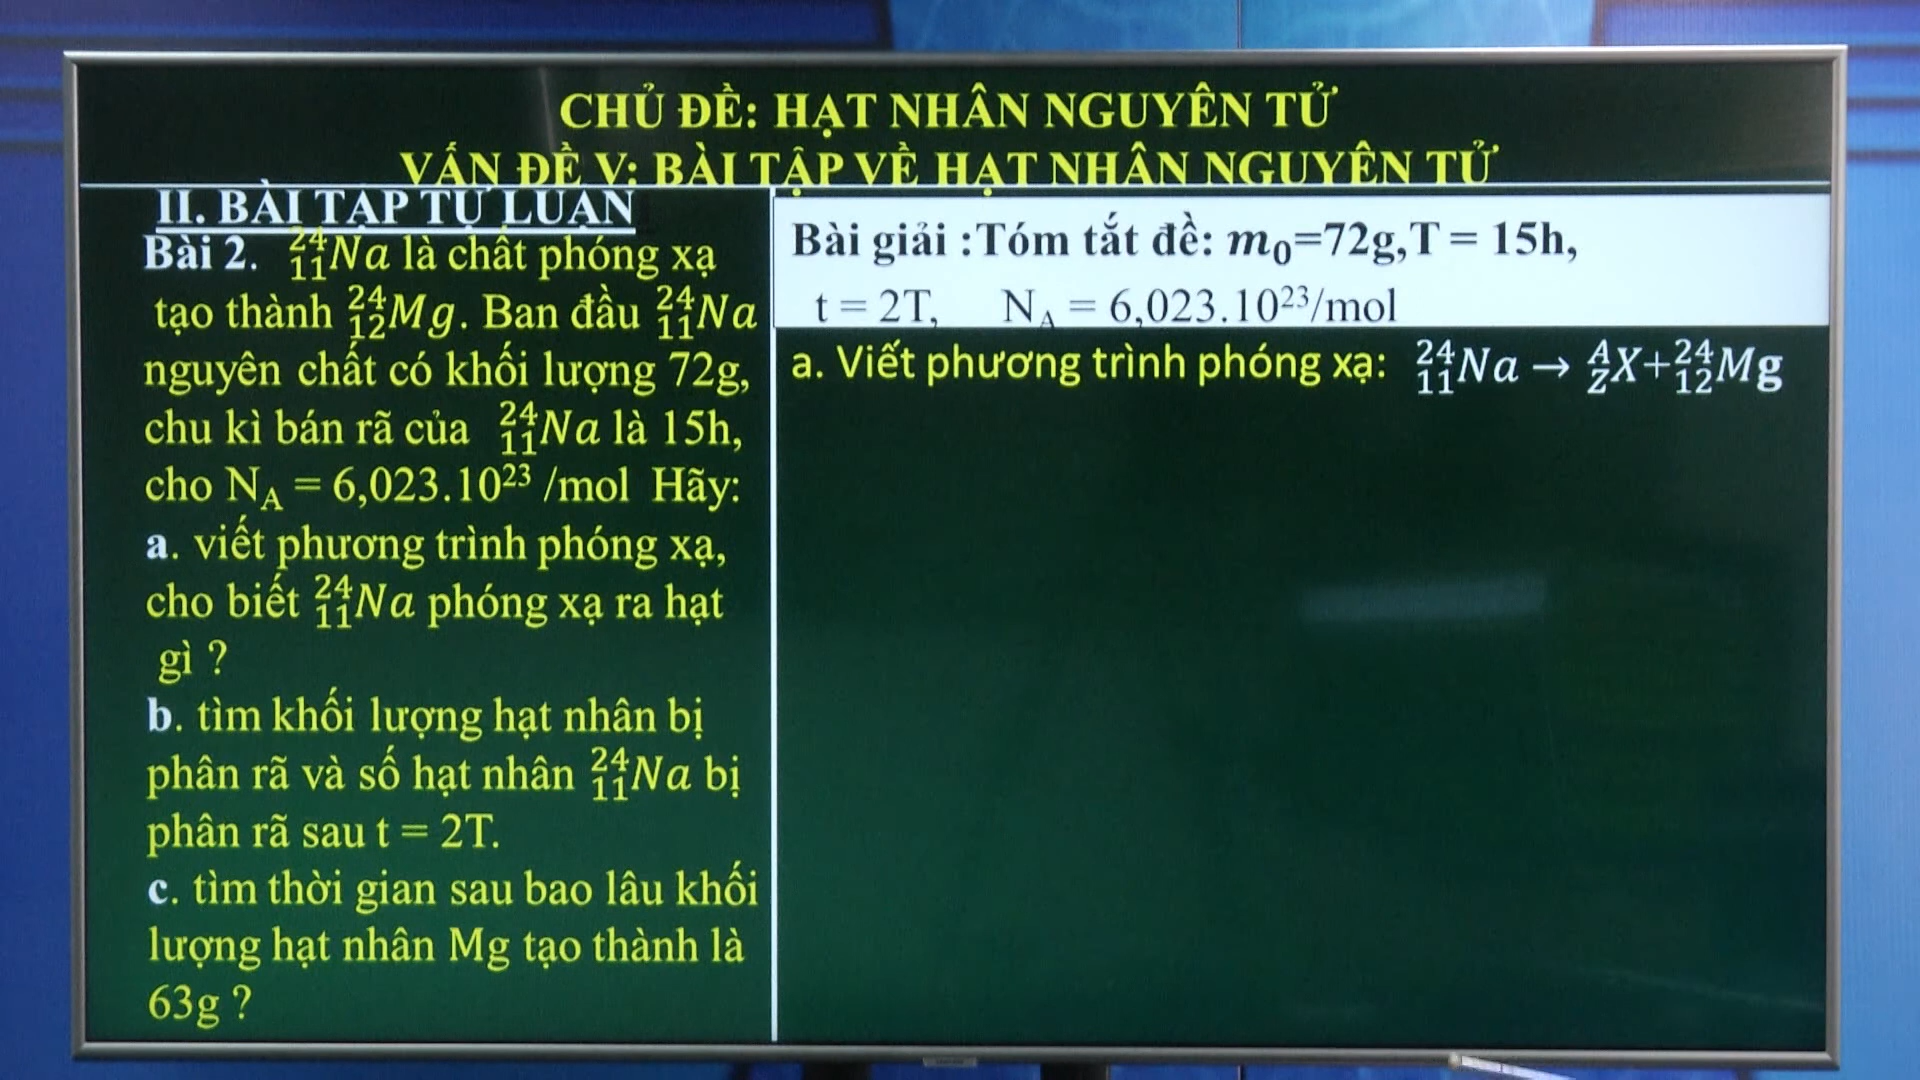 CHỦ ĐỀ: HẠT NHÂN NGUYÊN TỬ
VẤN ĐỀ V: BÀI TẬP VỀ HẠT NHÂN NGUYÊN TỬ
II. BÀI TẬP TỰ LUẬN
Bài 2. ²⁴₁₁Na là chất phóng xạ
tạo thành ²⁴₁₂Mg. Ban đầu ²⁴₁₁Na
nguyên chất có khối lượng 72g,
chu kì bán rã của ²⁴₁₁Na là 15h,
cho N_A = 6,023.10²³ /mol Hãy:
a. viết phương trình phóng xạ,
cho biết ²⁴₁₁Na phóng xạ ra hạt
gì ?
b. tìm khối lượng hạt nhân bị
phân rã và số hạt nhân ²⁴₁₁Na bị
phân rã sau t = 2T.
c. tìm thời gian sau bao lâu khối
lượng hạt nhân Mg tạo thành là
63g ?
Bài giải :Tóm tắt đề: m₀=72g,T = 15h,
t = 2T, N_A = 6,023.10²³/mol
a. Viết phương trình phóng xạ: ²⁴₁₁Na → ᴬ_ZX+²⁴₁₂Mg